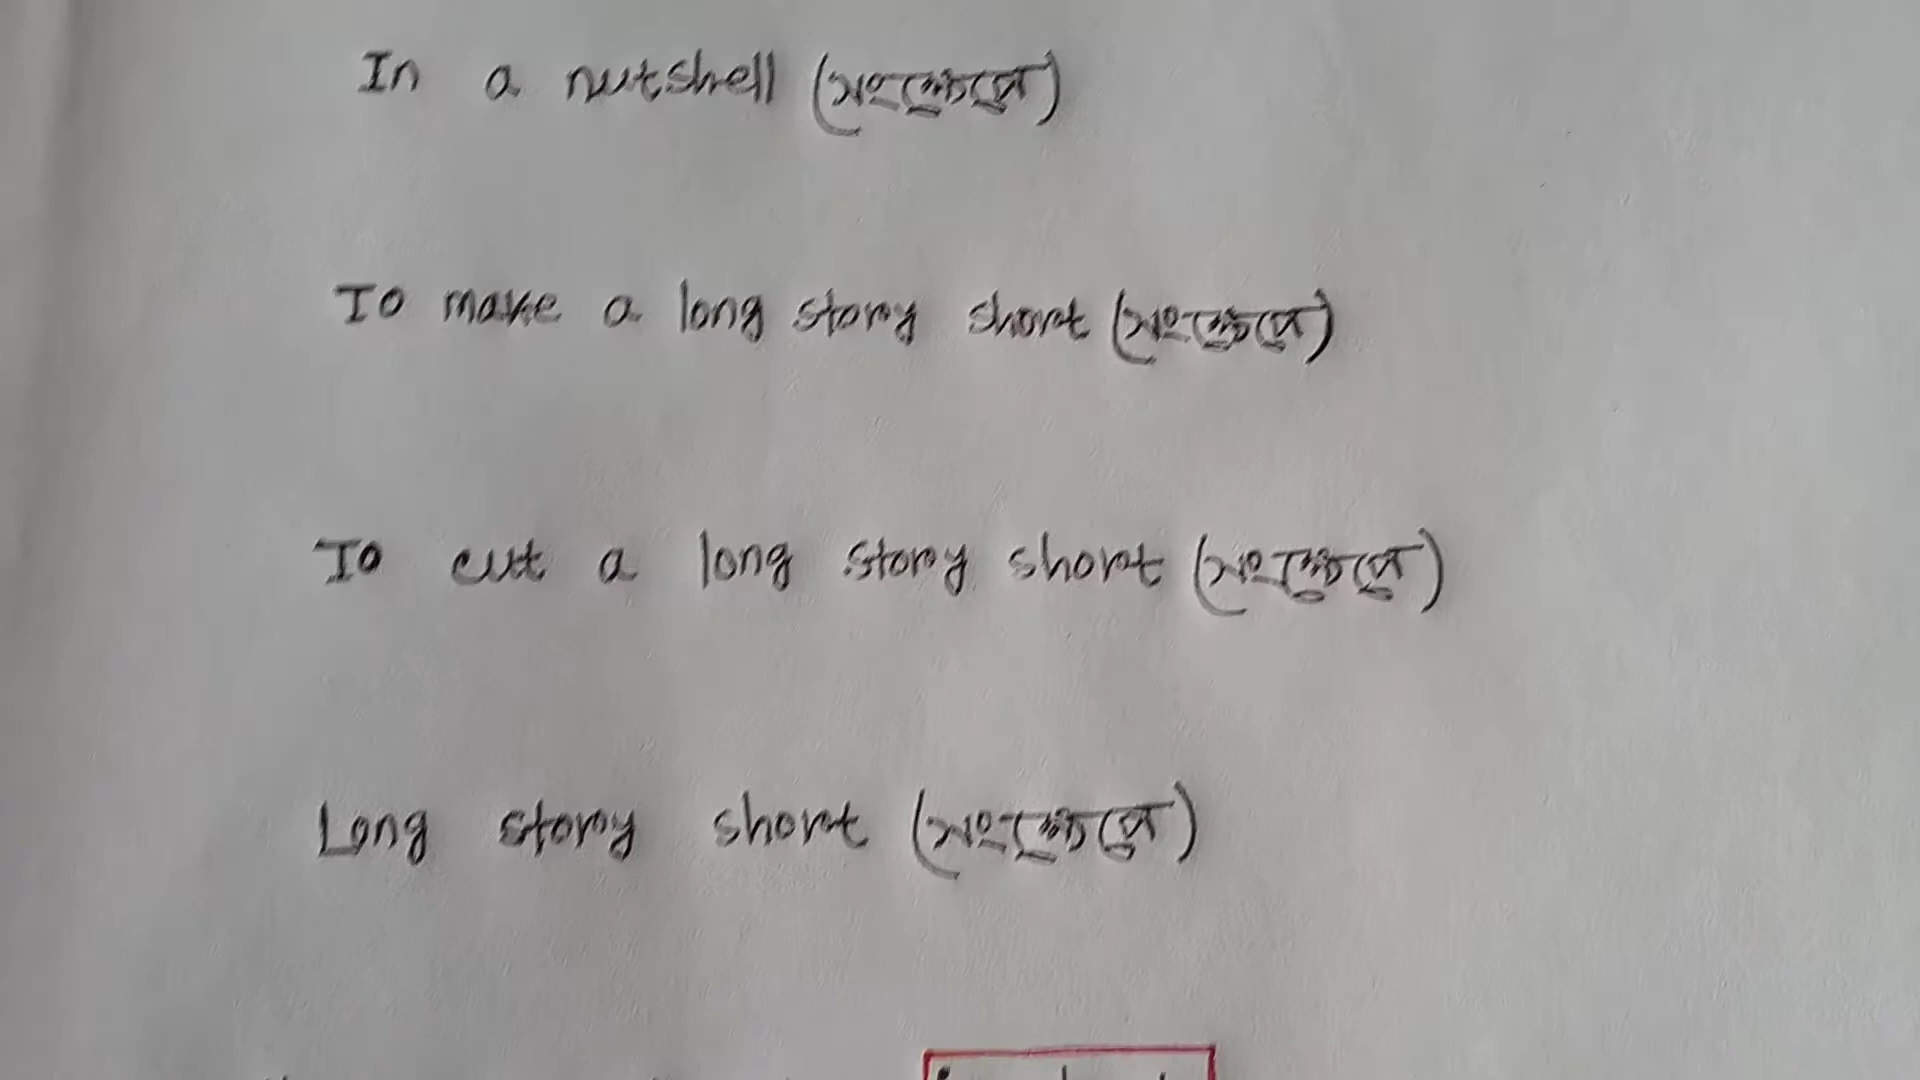 In a nutshell (সংক্ষেপে)
To make a long story short (সংক্ষেপে)
To cut a long story short (সংক্ষেপে)
Long story short (সংক্ষেপে)